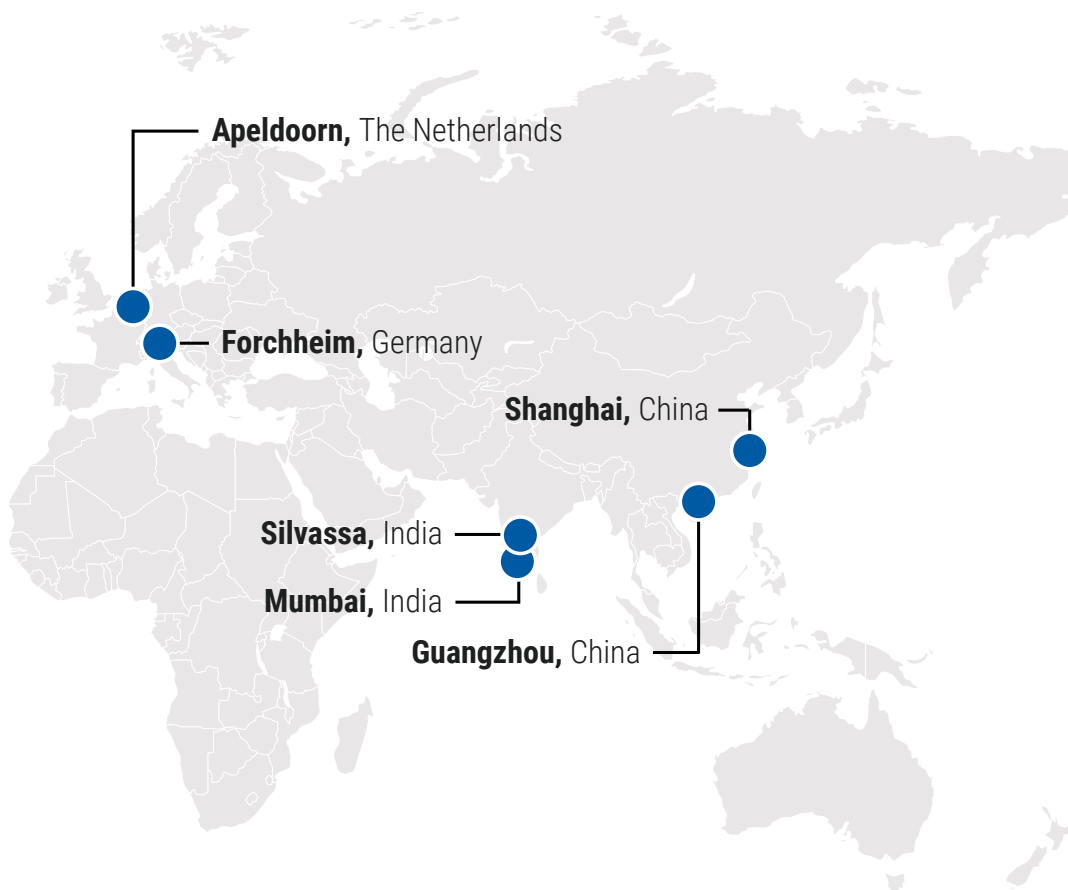 Apeldoorn, The Netherlands
Forchheim, Germany
Shanghai, China
Silvassa, India
Mumbai, India
Guangzhou, China